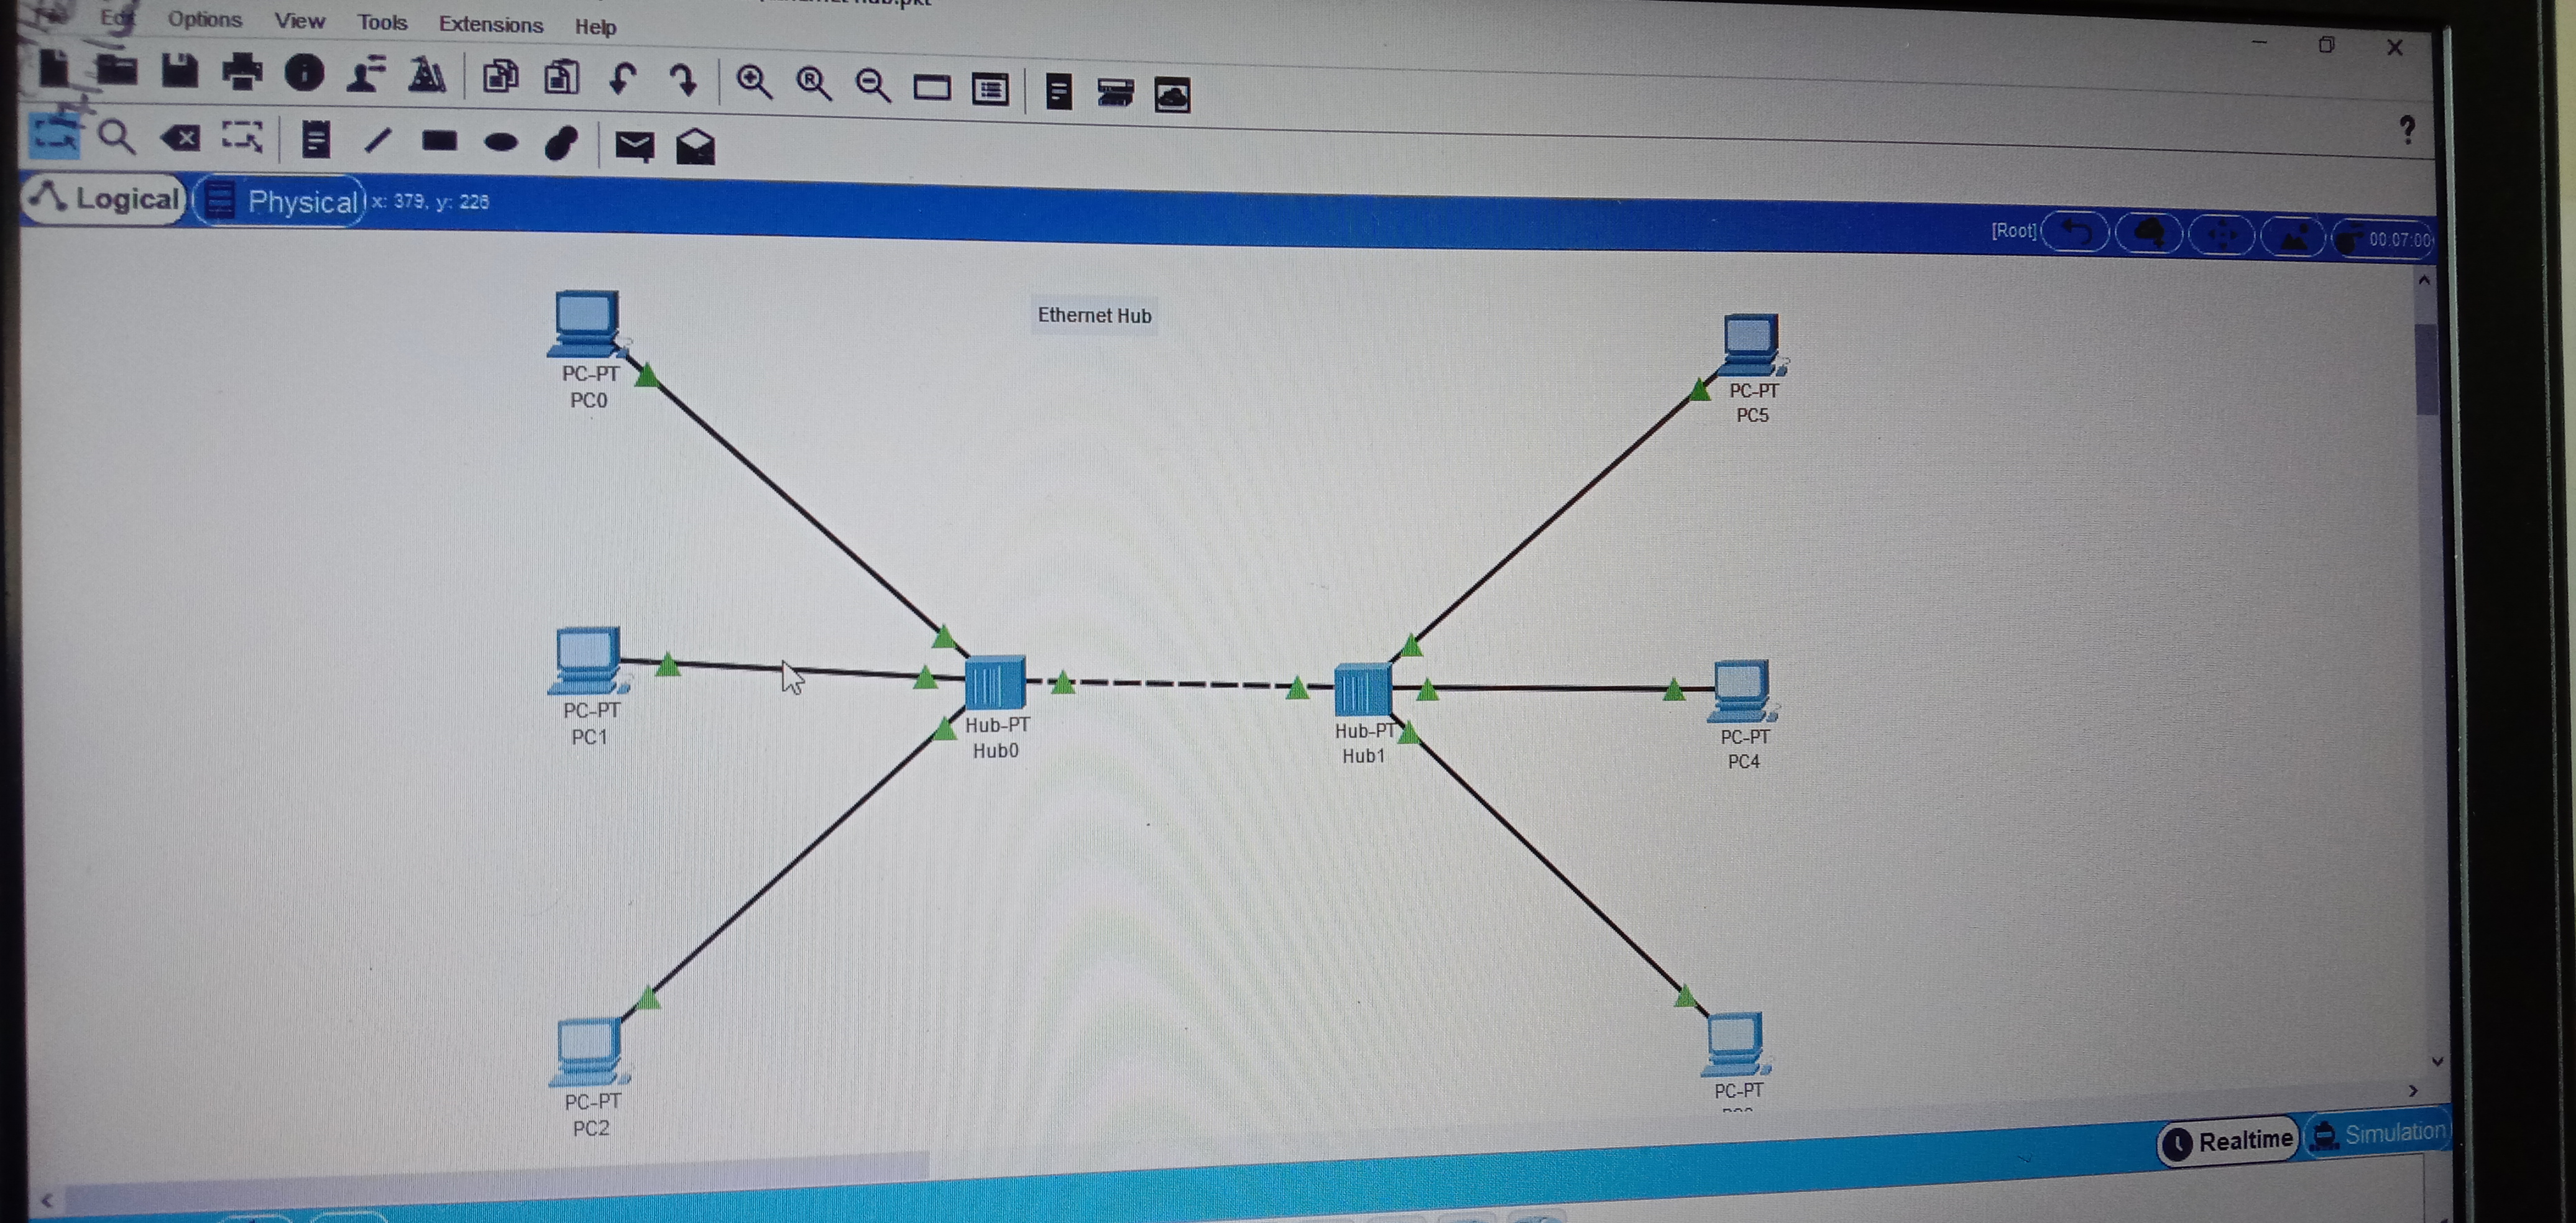 Edit Options View Tools Extensions Help
Logical Physical x: 379, y: 226
[Root] 00:07:00
Ethernet Hub
PC-PT
PC0
PC-PT
PC5
PC-PT
PC1
Hub-PT
Hub0
Hub-PT
Hub1
PC-PT
PC4
PC-PT
PC2
PC-PT
Realtime Simulation